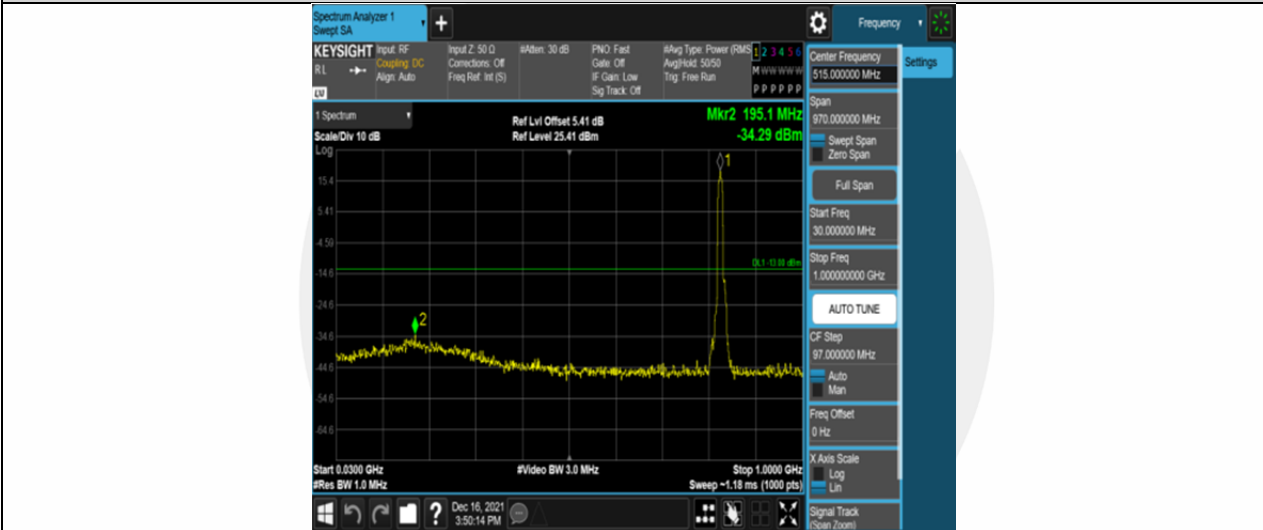 Spectrum Analyzer 1
Swept SA
+
Frequency
KEYSIGHT
RL
LV
Input: RF
Coupling: DC
Align: Auto
Input Z: 50 Ω
Corrections: Off
Freq Ref: Int (S)
#Atten: 30 dB
PNO: Fast
Gate: Off
IF Gain: Low
Sig Track: Off
#Avg Type: Power (RMS
Avg|Hold: 50/50
Trig: Free Run
1 2 3 4 5 6
M W W W W W
P P P P P P
1 Spectrum
Scale/Div 10 dB
Log
Ref Lvl Offset 5.41 dB
Ref Level 25.41 dBm
Mkr2 195.1 MHz
-34.29 dBm
1
15.4
5.41
-4.59
DL1 -13.00 dBm
-14.6
-24.6
2
-34.6
-44.6
-54.6
-64.6
Start 0.0300 GHz
#Res BW 1.0 MHz
#Video BW 3.0 MHz
Stop 1.0000 GHz
Sweep ~1.18 ms (1000 pts)
?
Dec 16, 2021
3:50:14 PM
Center Frequency
515.000000 MHz
Settings
Span
970.000000 MHz
Swept Span
Zero Span
Full Span
Start Freq
30.000000 MHz
Stop Freq
1.000000000 GHz
AUTO TUNE
CF Step
97.000000 MHz
Auto
Man
Freq Offset
0 Hz
X Axis Scale
Log
Lin
Signal Track
(Span Zoom)